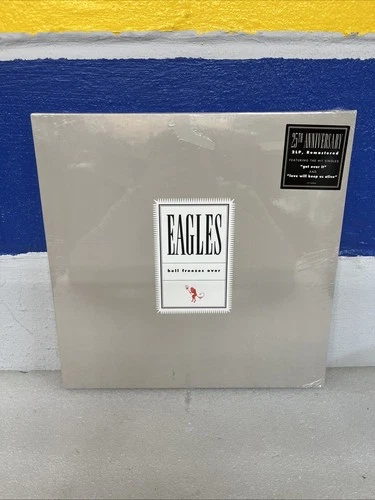 25TH ANNIVERSARY
2LP, Remastered
FEATURING THE HIT SINGLES
"get over it"
AND
"love will keep us alive"
EAGLES
hell freezes over